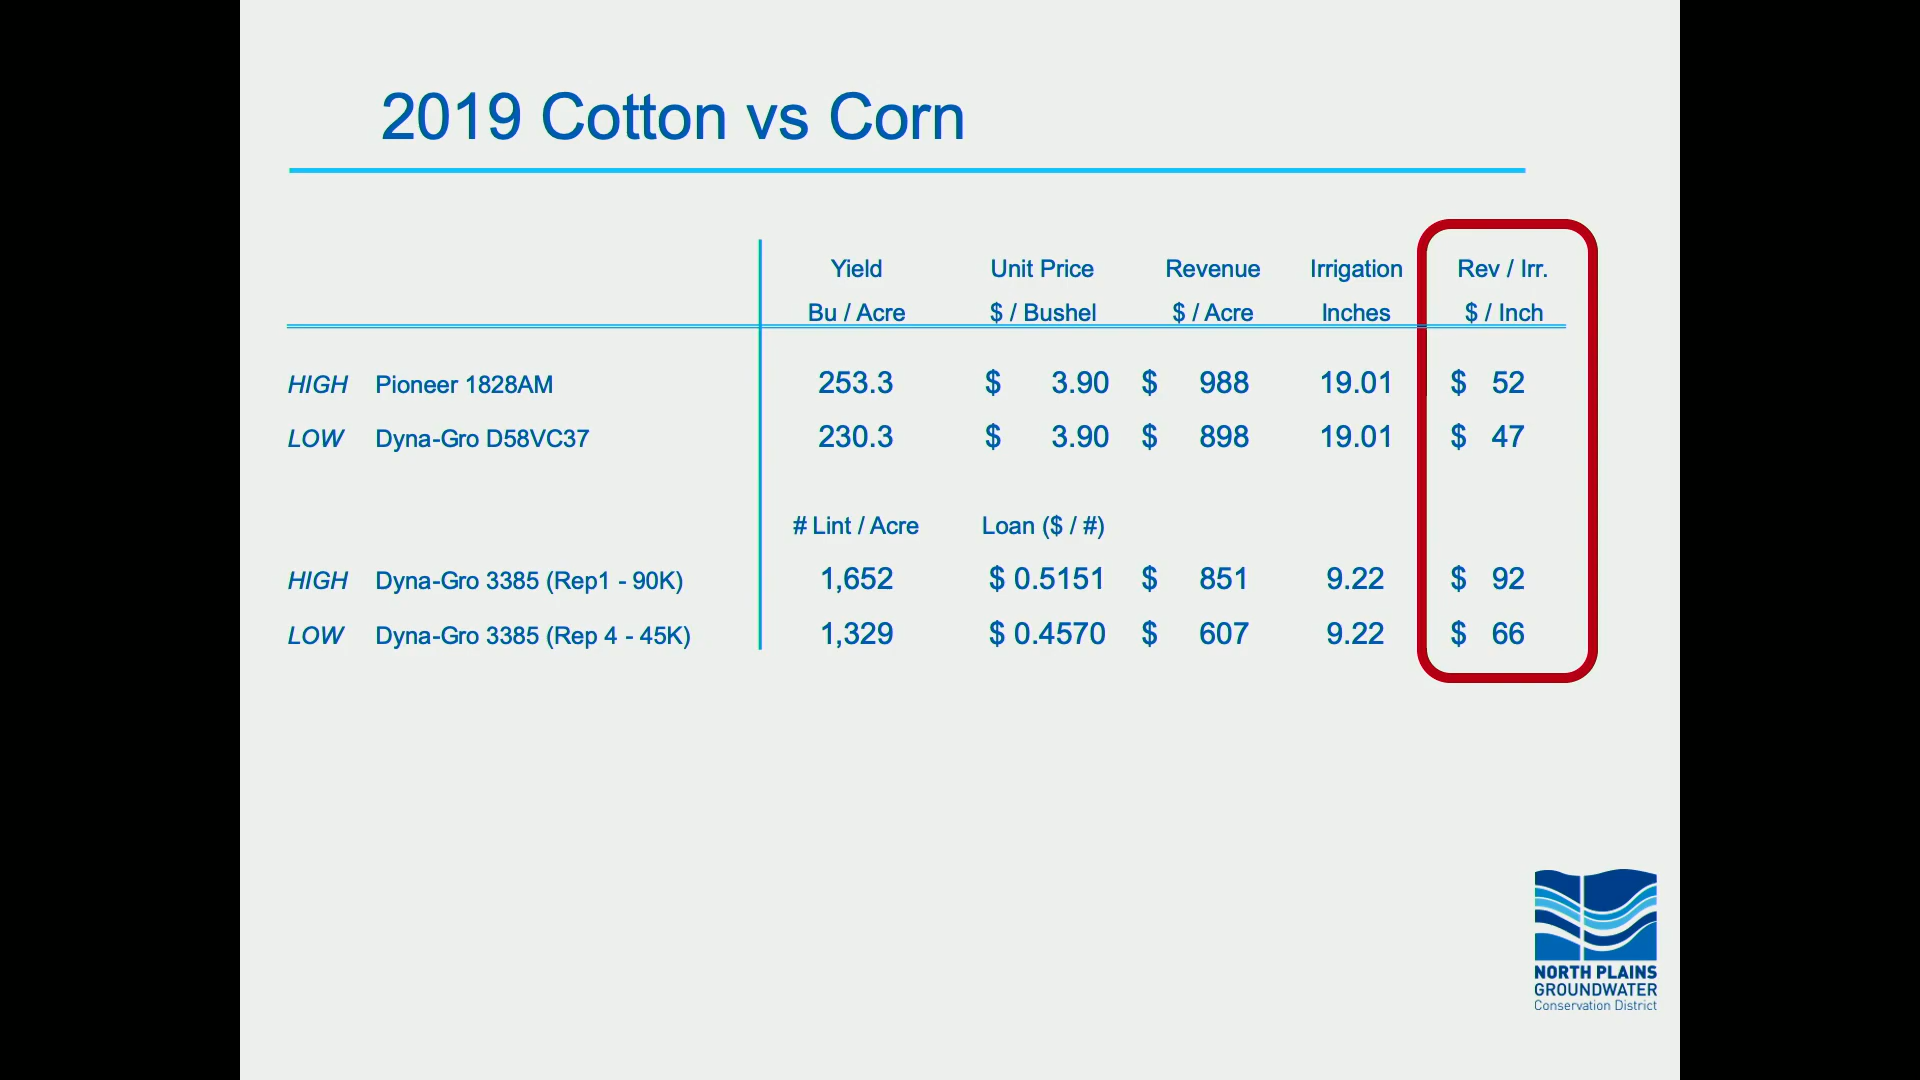 2019 Cotton vs Corn
Yield Unit Price Revenue Irrigation Rev / Irr.
Bu / Acre $ / Bushel $ / Acre Inches $ / Inch
HIGH Pioneer 1828AM 253.3 $ 3.90 $ 988 19.01 $ 52
LOW Dyna-Gro D58VC37 230.3 $ 3.90 $ 898 19.01 $ 47
# Lint / Acre Loan ($ / #)
HIGH Dyna-Gro 3385 (Rep1 - 90K) 1,652 $ 0.5151 $ 851 9.22 $ 92
LOW Dyna-Gro 3385 (Rep 4 - 45K) 1,329 $ 0.4570 $ 607 9.22 $ 66
NORTH PLAINS
GROUNDWATER
Conservation District